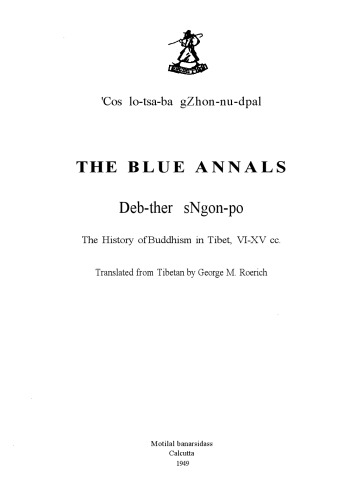 'Cos lo-tsa-ba gZhon-nu-dpal
THE BLUE ANNALS
Deb-ther sNgon-po
The History of Buddhism in Tibet, VI-XV cc.
Translated from Tibetan by George M. Roerich
Motilal banarsidass
Calcutta
1949